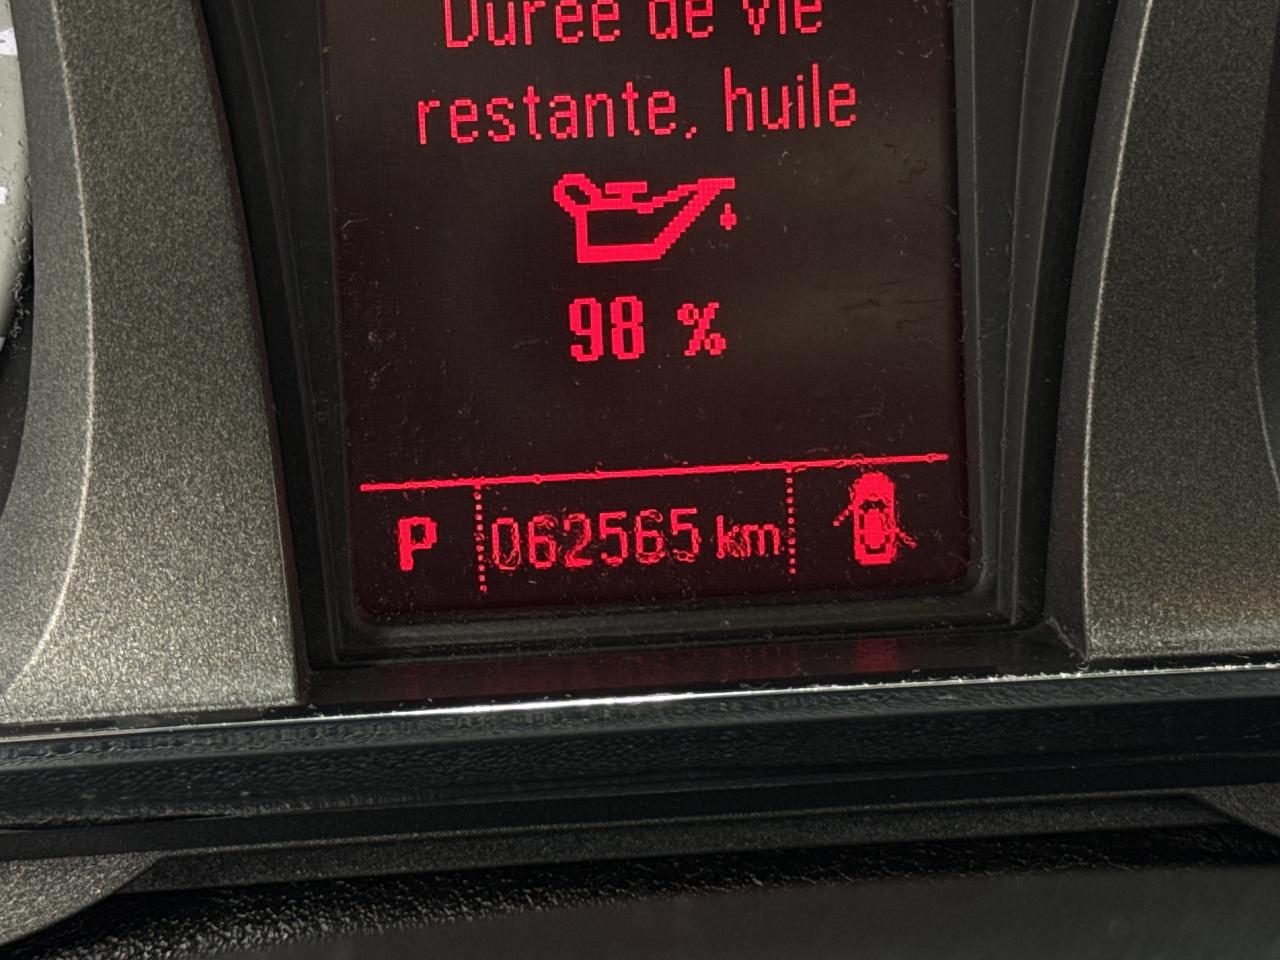 Durée de vie
restante, huile
98 %
P 062565 km